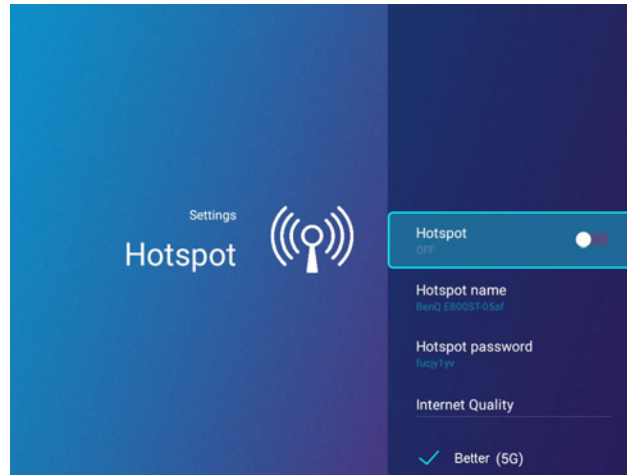 Settings
Hotspot
Hotspot
OFF
Hotspot name
BenQ E800ST-05af
Hotspot password
fucjy1yv
Internet Quality
Better (5G)